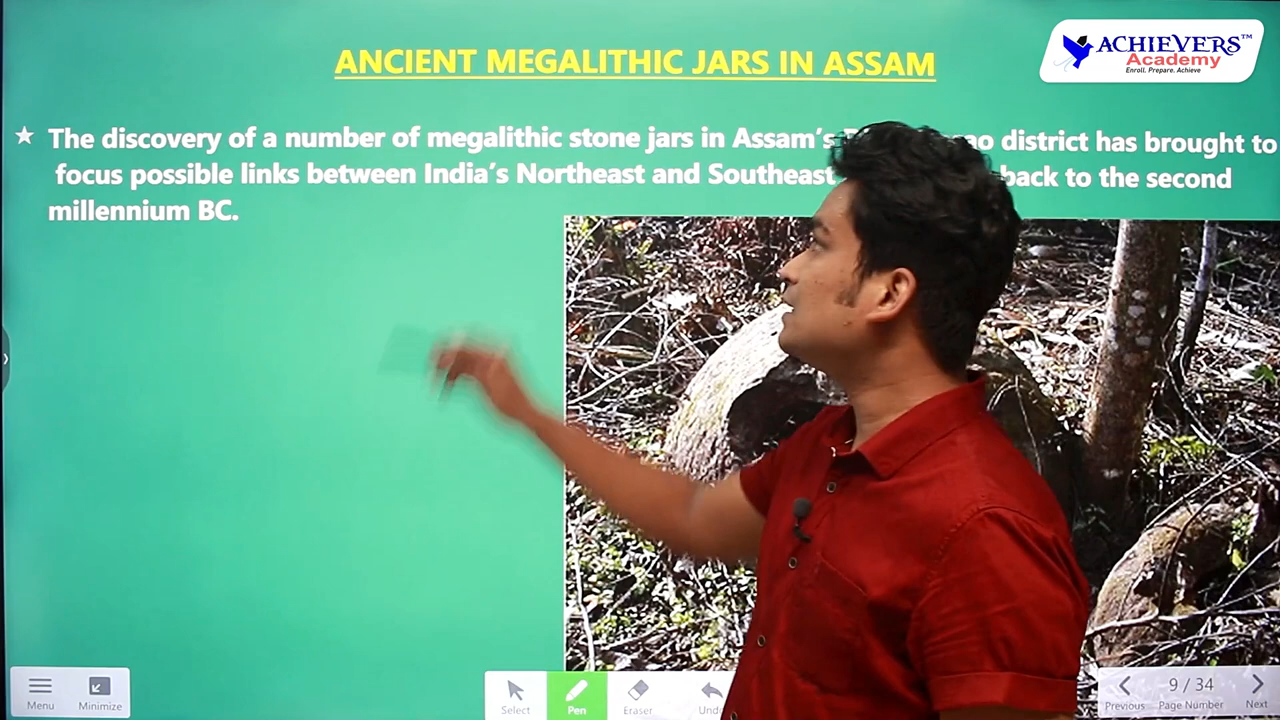 ACHIEVERS™
Academy
Enroll. Prepare. Achieve
ANCIENT MEGALITHIC JARS IN ASSAM
★ The discovery of a number of megalithic stone jars in Assam's district has brought to
focus possible links between India's Northeast and Southeast back to the second
millennium BC.
Menu
Minimize
Select
Pen
Eraser
Previous
9 / 34
Page Number
Next